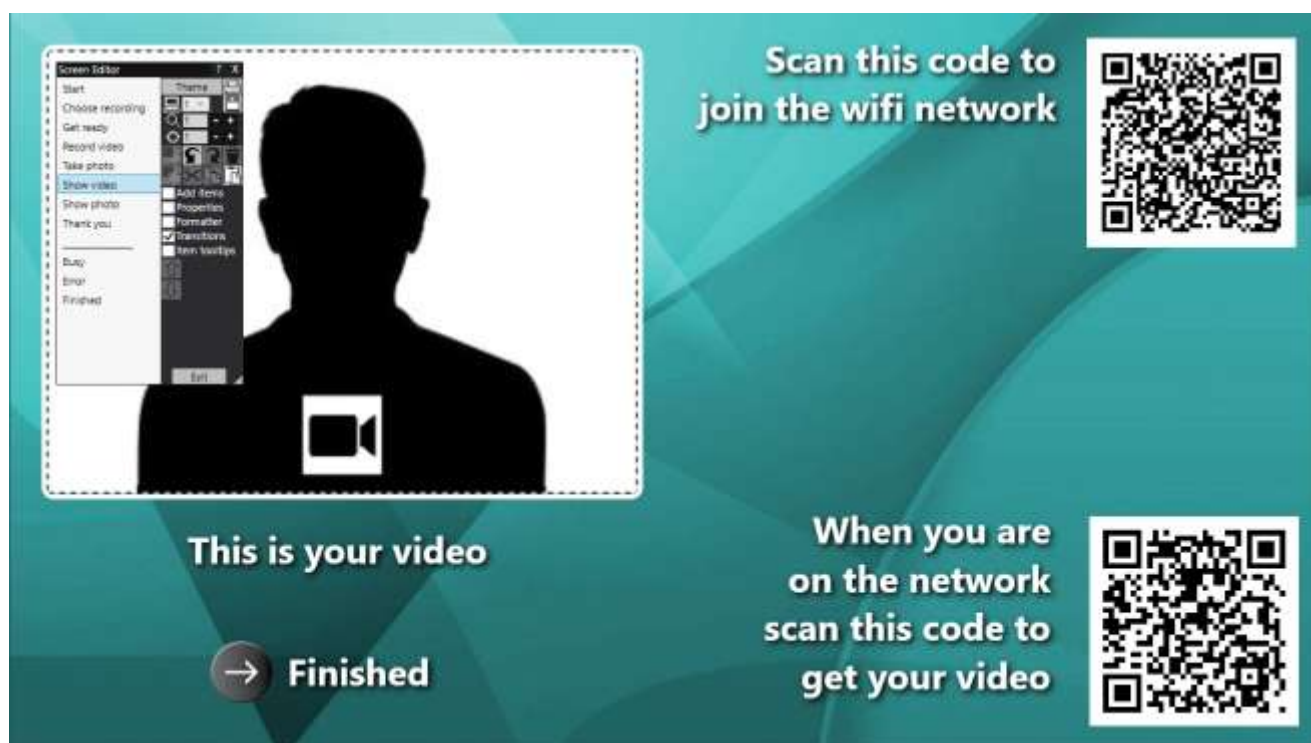 Screen Editor ? X
Start
Choose recording
Get ready
Record video
Take photo
Show video
Show photo
Thank you
Busy
Error
Finished
Theme
Add items
Properties
Formatter
Transitions
Item tooltips
Exit
This is your video
Finished
Scan this code to
join the wifi network
When you are
on the network
scan this code to
get your video